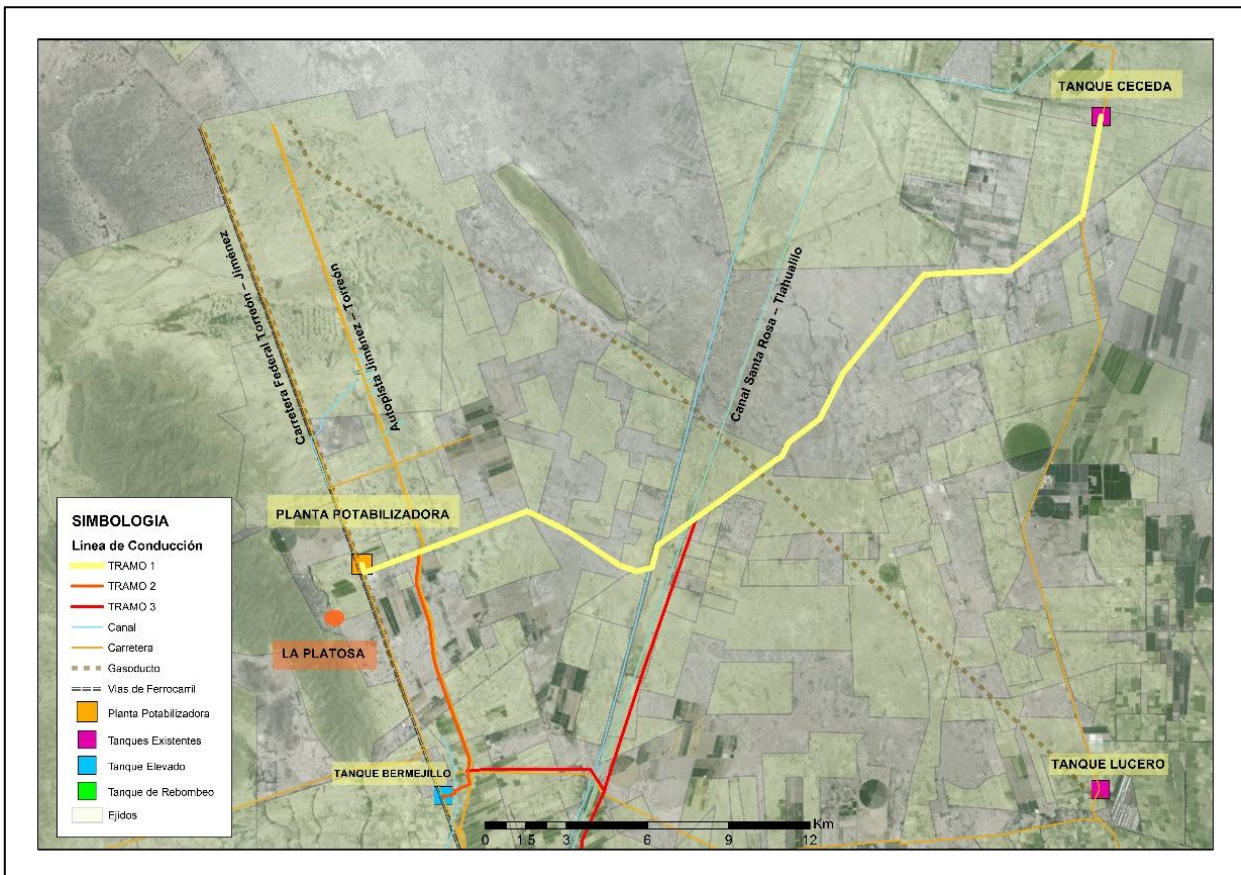 TANQUE CECEDA
Carretera Federal Torreón – Jiménez
Autopista Jiménez – Torreón
Canal Santa Rosa – Tlahualilo
PLANTA POTABILIZADORA
LA PLATOSA
TANQUE BERMEJILLO
TANQUE LUCERO
SIMBOLOGIA
Línea de Conducción
TRAMO 1
TRAMO 2
TRAMO 3
Canal
Carretera
Gasoducto
Vias de Ferrocarril
Planta Potabilizadora
Tanques Existentes
Tanque Elevado
Tanque de Rebombeo
Ejidos
Km
0 1.5 3 6 9 12